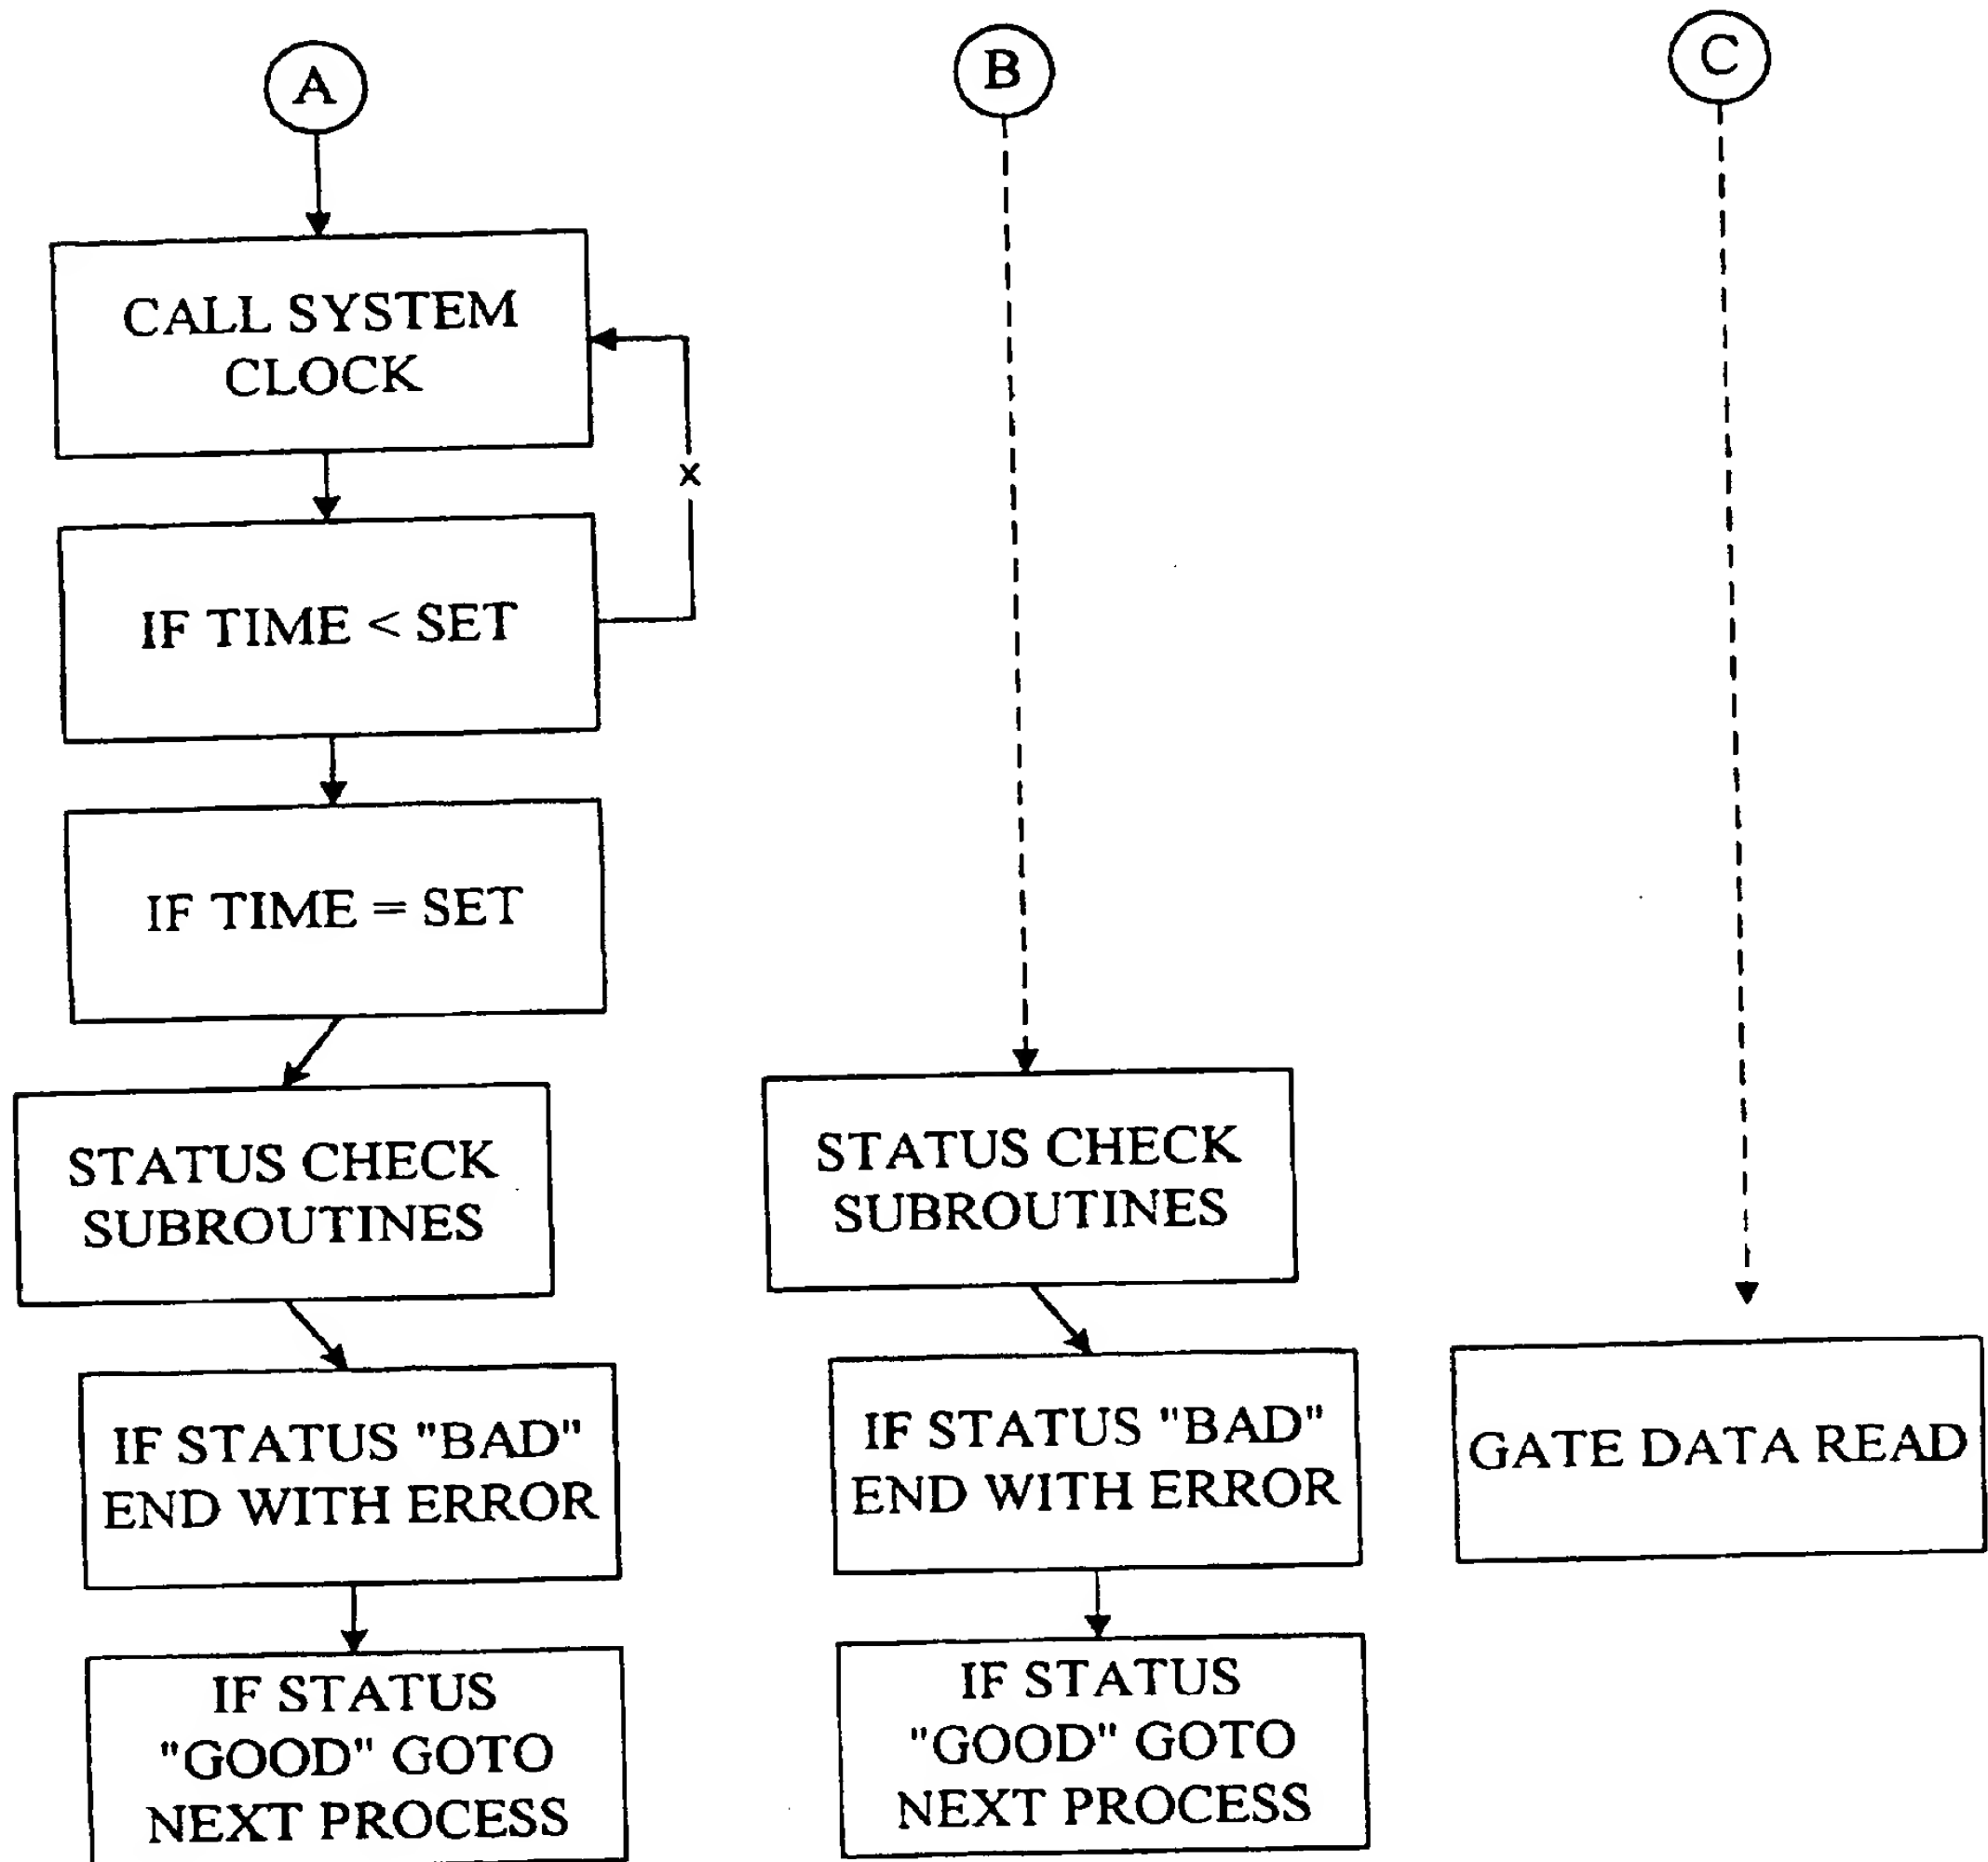 A
B
C
CALL SYSTEM
CLOCK
x
IF TIME < SET
IF TIME = SET
STATUS CHECK
SUBROUTINES
IF STATUS "BAD"
END WITH ERROR
IF STATUS
"GOOD" GOTO
NEXT PROCESS
STATUS CHECK
SUBROUTINES
IF STATUS "BAD"
END WITH ERROR
IF STATUS
"GOOD" GOTO
NEXT PROCESS
GATE DATA READ